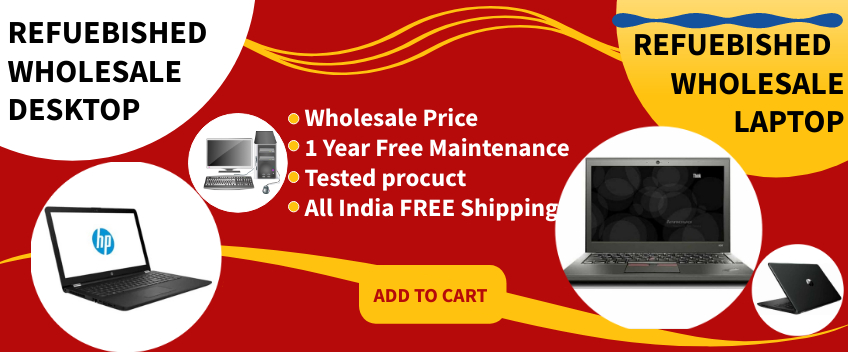 REFUEBISHED
WHOLESALE
DESKTOP
REFUEBISHED
WHOLESALE
LAPTOP
Wholesale Price
1 Year Free Maintenance
Tested procuct
All India FREE Shipping
hp
ADD TO CART